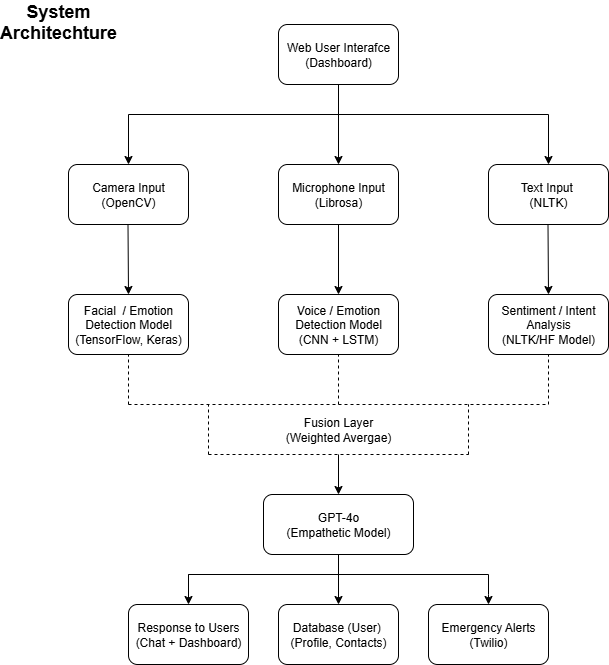 System
Architechture
Web User Interafce
(Dashboard)
Camera Input
(OpenCV)
Microphone Input
(Librosa)
Text Input
(NLTK)
Facial / Emotion
Detection Model
(TensorFlow, Keras)
Voice / Emotion
Detection Model
(CNN + LSTM)
Sentiment / Intent
Analysis
(NLTK/HF Model)
Fusion Layer
(Weighted Avergae)
GPT-4o
(Empathetic Model)
Response to Users
(Chat + Dashboard)
Database (User)
(Profile, Contacts)
Emergency Alerts
(Twilio)